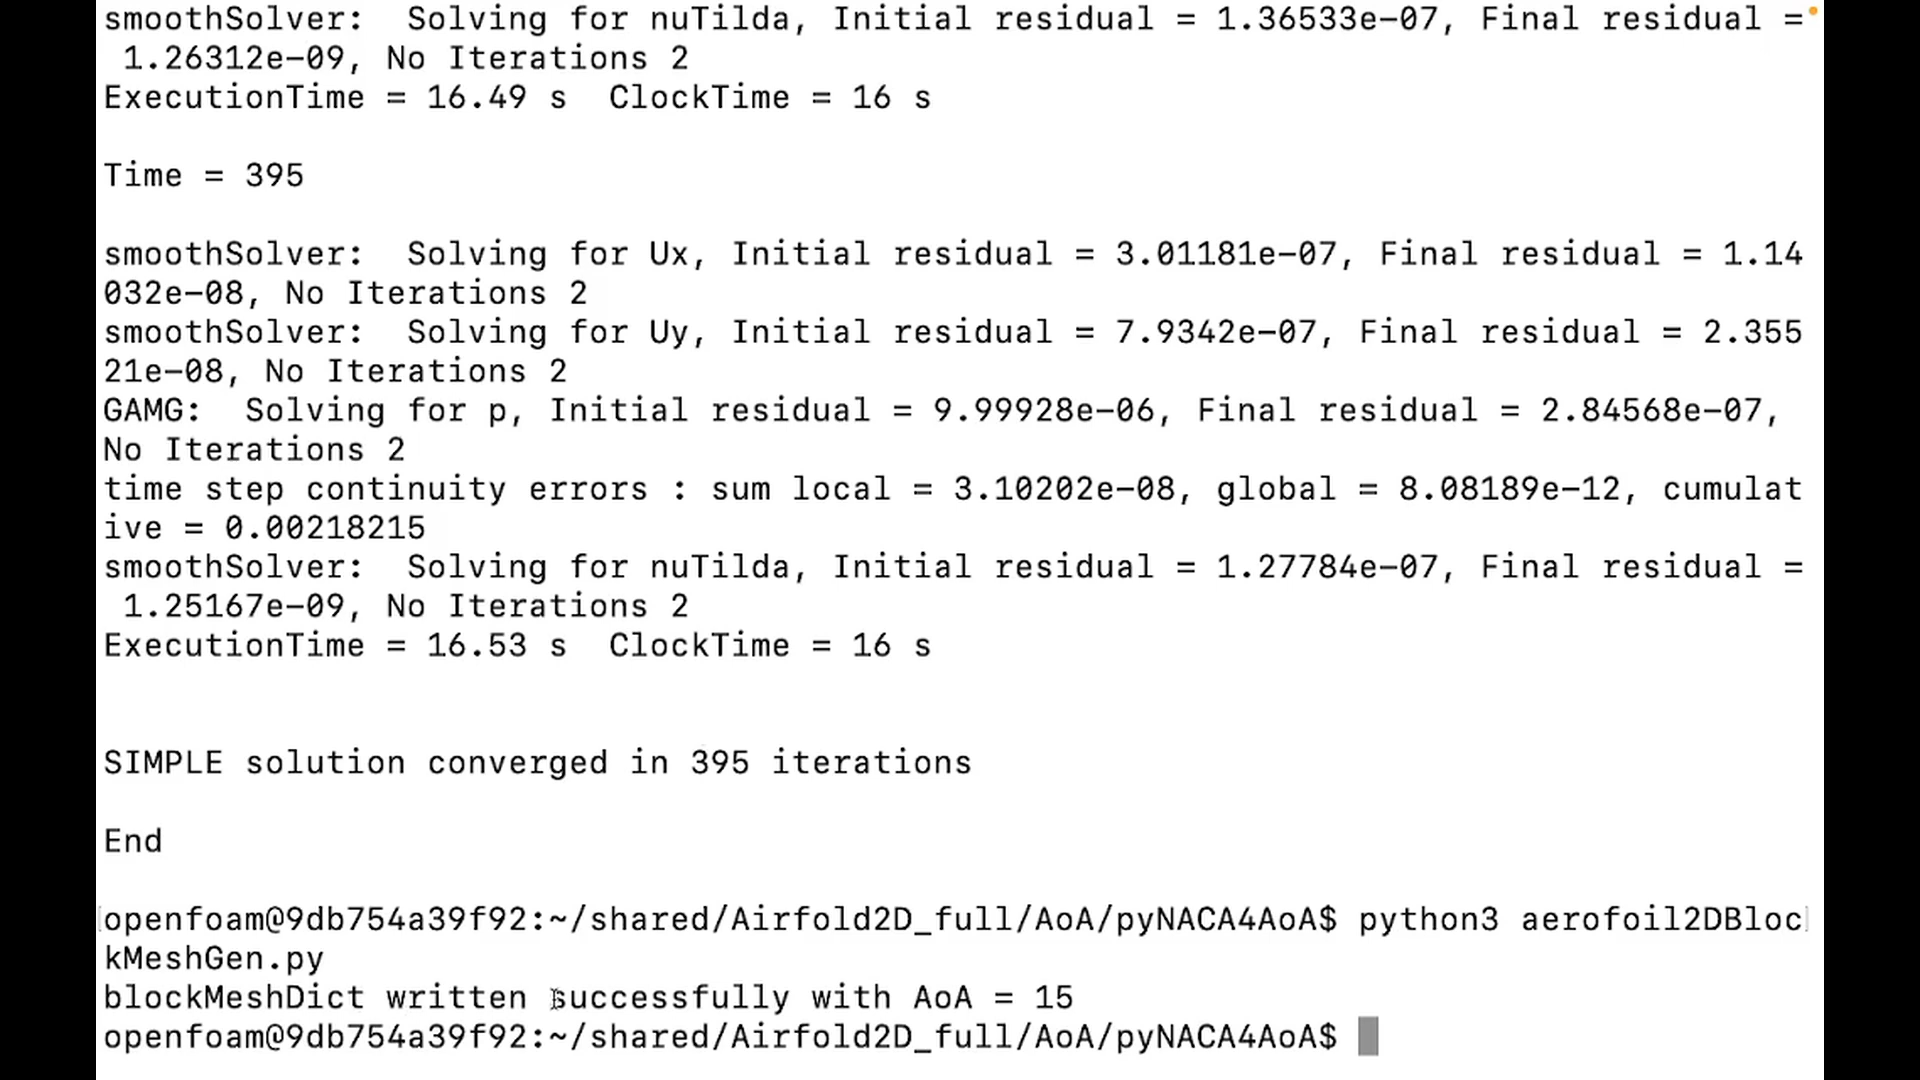 smoothSolver:  Solving for nuTilda, Initial residual = 1.36533e-07, Final residual =
 1.26312e-09, No Iterations 2
ExecutionTime = 16.49 s  ClockTime = 16 s
Time = 395
smoothSolver:  Solving for Ux, Initial residual = 3.01181e-07, Final residual = 1.14
032e-08, No Iterations 2
smoothSolver:  Solving for Uy, Initial residual = 7.9342e-07, Final residual = 2.355
21e-08, No Iterations 2
GAMG:  Solving for p, Initial residual = 9.99928e-06, Final residual = 2.84568e-07,
No Iterations 2
time step continuity errors : sum local = 3.10202e-08, global = 8.08189e-12, cumulat
ive = 0.00218215
smoothSolver:  Solving for nuTilda, Initial residual = 1.27784e-07, Final residual =
 1.25167e-09, No Iterations 2
ExecutionTime = 16.53 s  ClockTime = 16 s
SIMPLE solution converged in 395 iterations
End
openfoam@9db754a39f92:~/shared/Airfold2D_full/AoA/pyNACA4AoA$ python3 aerofoil2DBloc
kMeshGen.py
blockMeshDict written successfully with AoA = 15
openfoam@9db754a39f92:~/shared/Airfold2D_full/AoA/pyNACA4AoA$